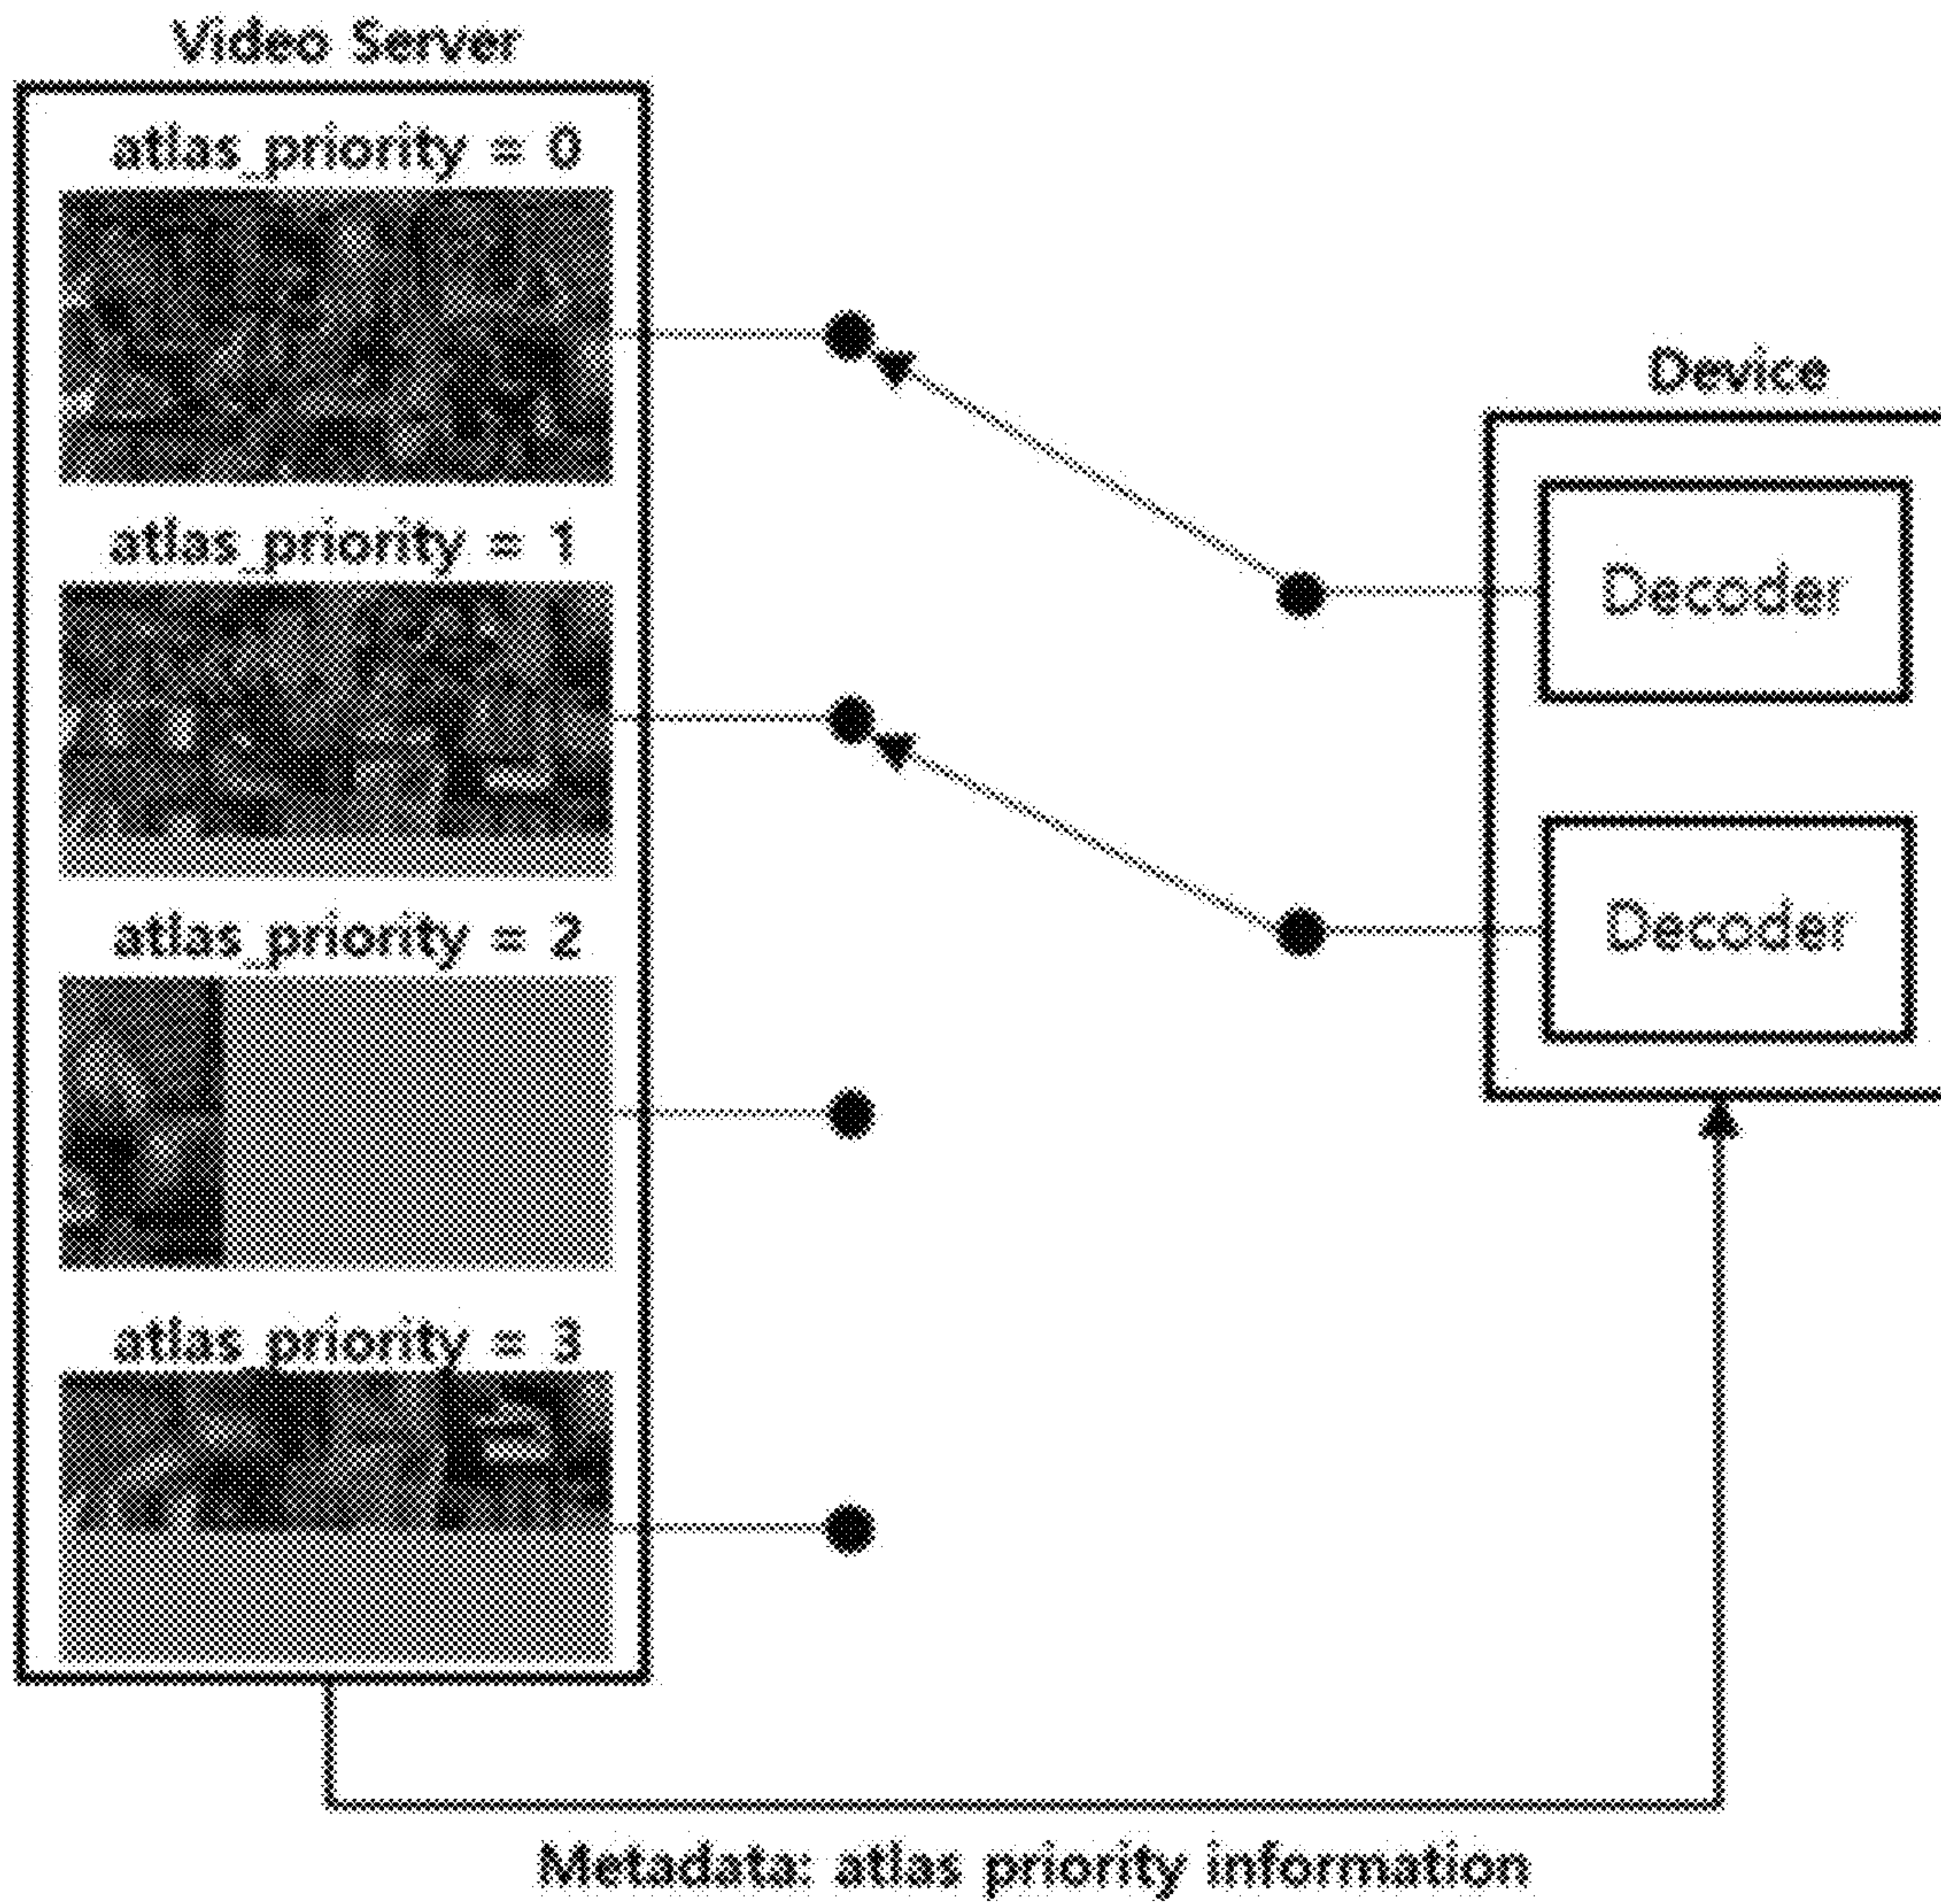 Video Server
atlas_priority = 0
atlas_priority = 1
atlas_priority = 2
atlas_priority = 3
Device
Decoder
Decoder
Metadata: atlas priority information